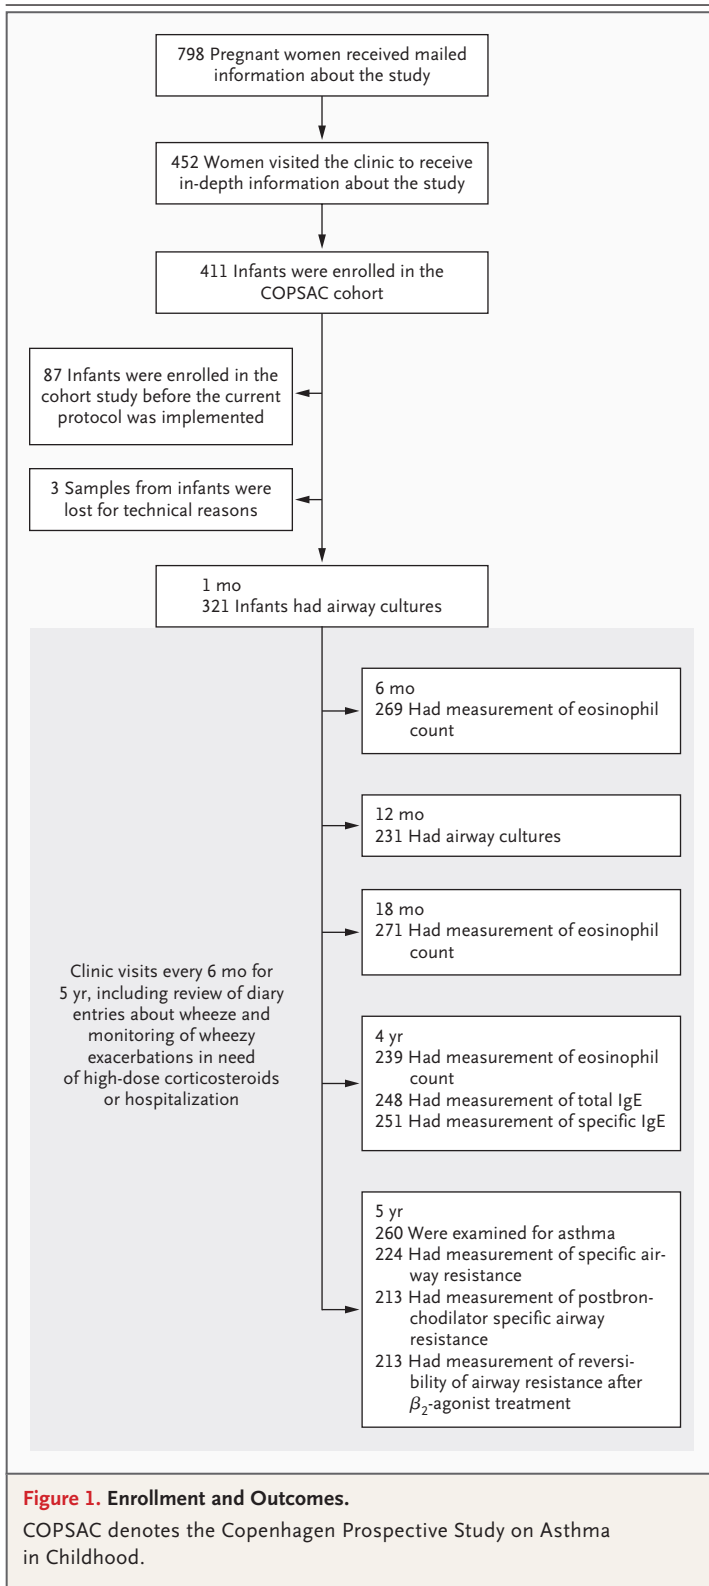 798 Pregnant women received mailed
information about the study
452 Women visited the clinic to receive
in-depth information about the study
411 Infants were enrolled in the
COPSAC cohort
87 Infants were enrolled in the
cohort study before the current
protocol was implemented
3 Samples from infants were
lost for technical reasons
1 mo
321 Infants had airway cultures
6 mo
269 Had measurement of eosinophil
count
12 mo
231 Had airway cultures
18 mo
271 Had measurement of eosinophil
count
Clinic visits every 6 mo for
5 yr, including review of diary
entries about wheeze and
monitoring of wheezy
exacerbations in need
of high-dose corticosteroids
or hospitalization
4 yr
239 Had measurement of eosinophil
count
248 Had measurement of total IgE
251 Had measurement of specific IgE
5 yr
260 Were examined for asthma
224 Had measurement of specific air-
way resistance
213 Had measurement of postbron-
chodilator specific airway
resistance
213 Had measurement of reversi-
bility of airway resistance after
β₂-agonist treatment
Figure 1. Enrollment and Outcomes.
COPSAC denotes the Copenhagen Prospective Study on Asthma
in Childhood.